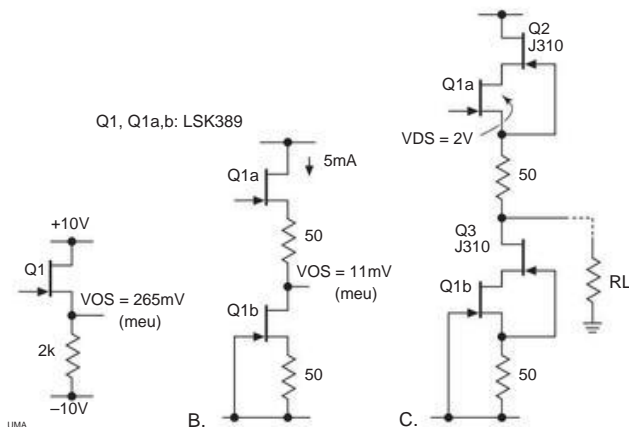 Q1, Q1a,b: LSK389
+10V
Q1
VOS = 265mV
(meu)
2k
–10V
UMA
Q1a
5mA
50
VOS = 11mV
(meu)
Q1b
50
B.
Q2
J310
Q1a
VDS = 2V
50
Q3
J310
RL
Q1b
50
C.